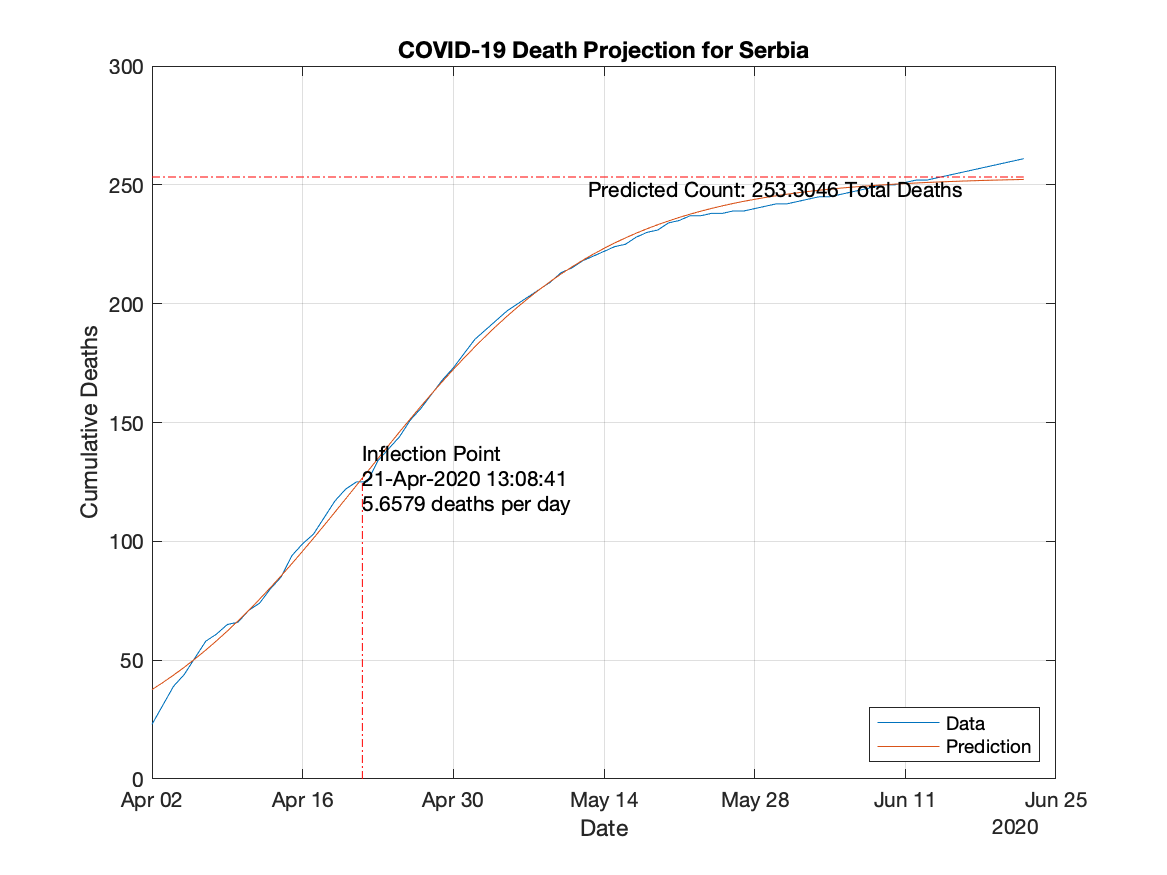 COVID-19 Death Projection for Serbia
300
250
200
150
100
50
0
Cumulative Deaths
Predicted Count: 253.3046 Total Deaths
Inflection Point
21-Apr-2020 13:08:41
5.6579 deaths per day
Data
Prediction
Apr 02 Apr 16 Apr 30 May 14 May 28 Jun 11 Jun 25
Date
2020